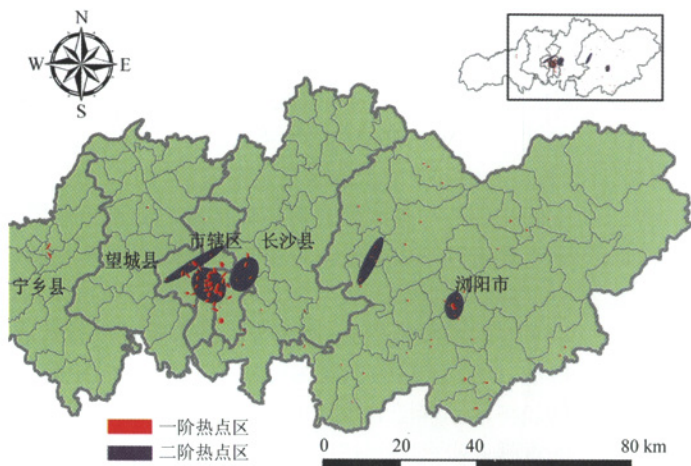 N
W E
S
望城县 市辖区 长沙县
宁乡县 浏阳市
一阶热点区
二阶热点区
0 20 40 80 km